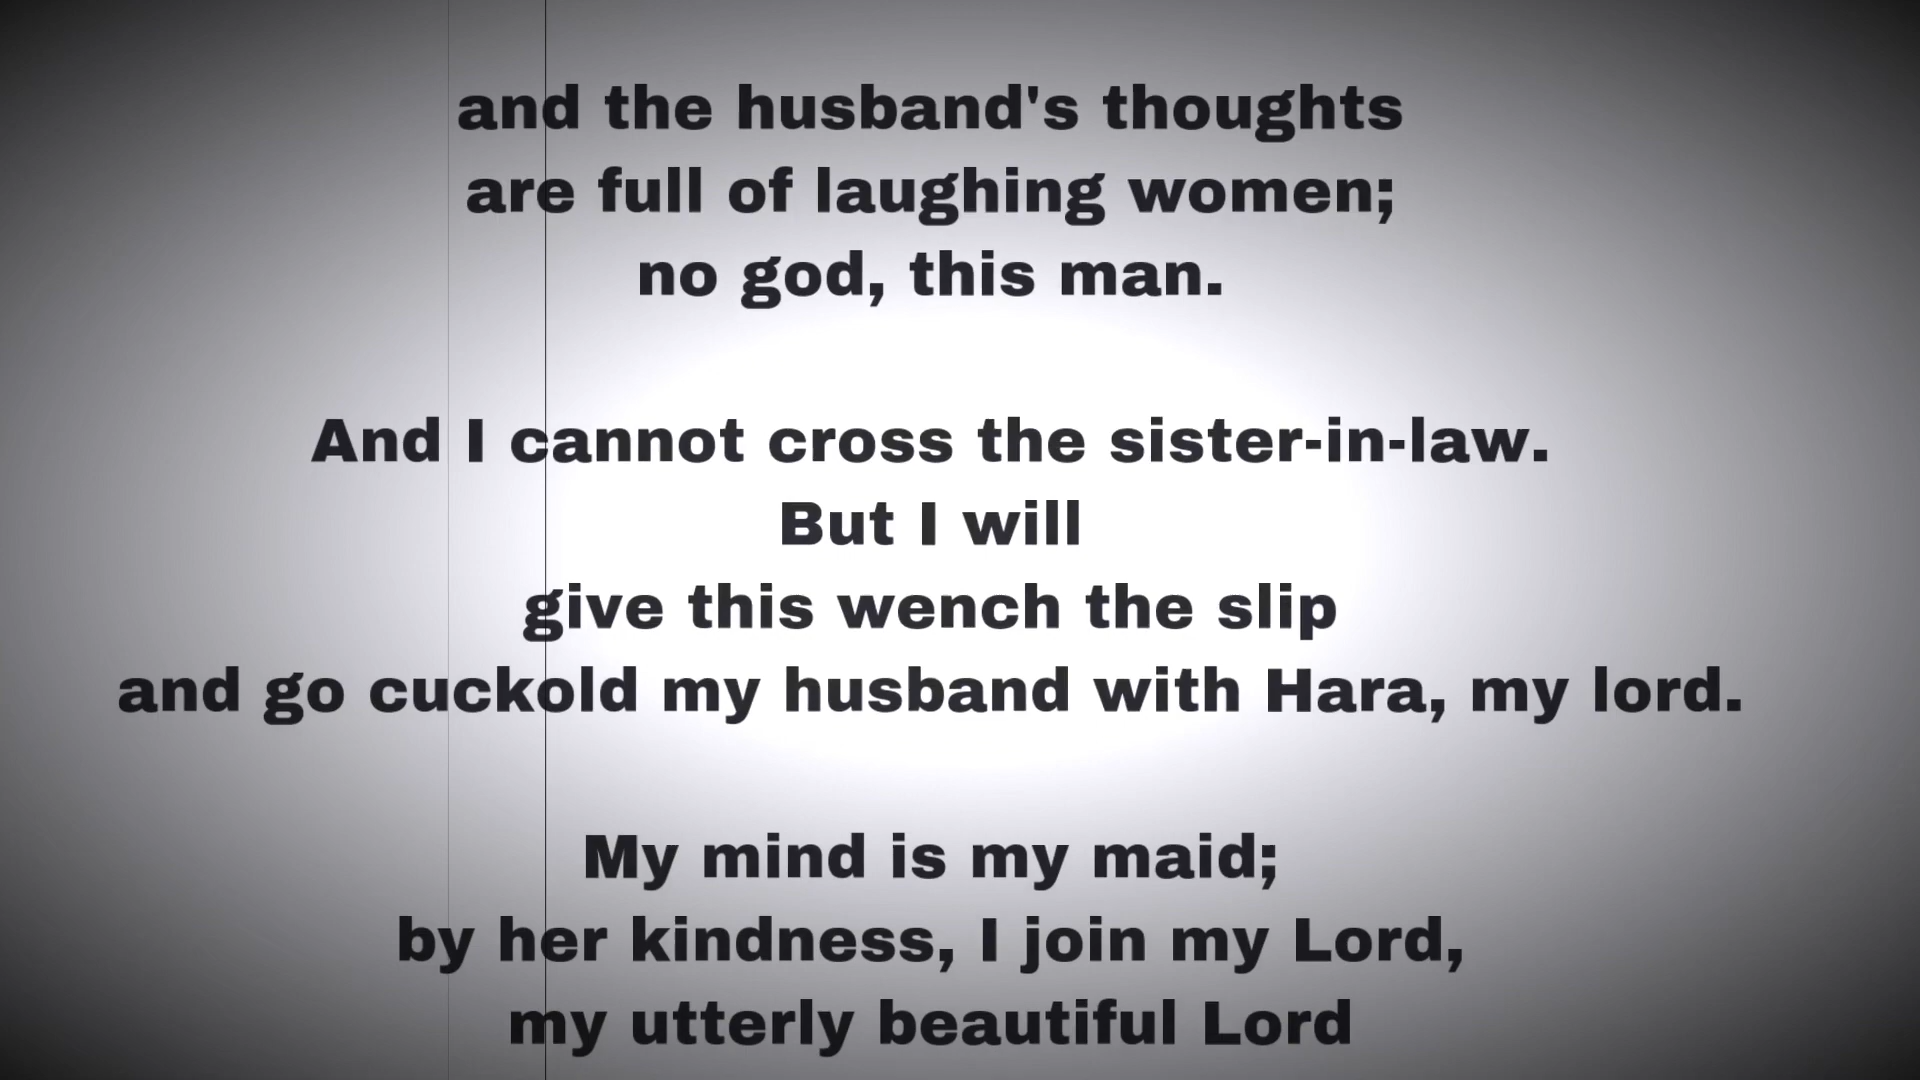 and the husband's thoughts
are full of laughing women;
no god, this man.
And I cannot cross the sister-in-law.
But I will
give this wench the slip
and go cuckold my husband with Hara, my lord.
My mind is my maid;
by her kindness, I join my Lord,
my utterly beautiful Lord